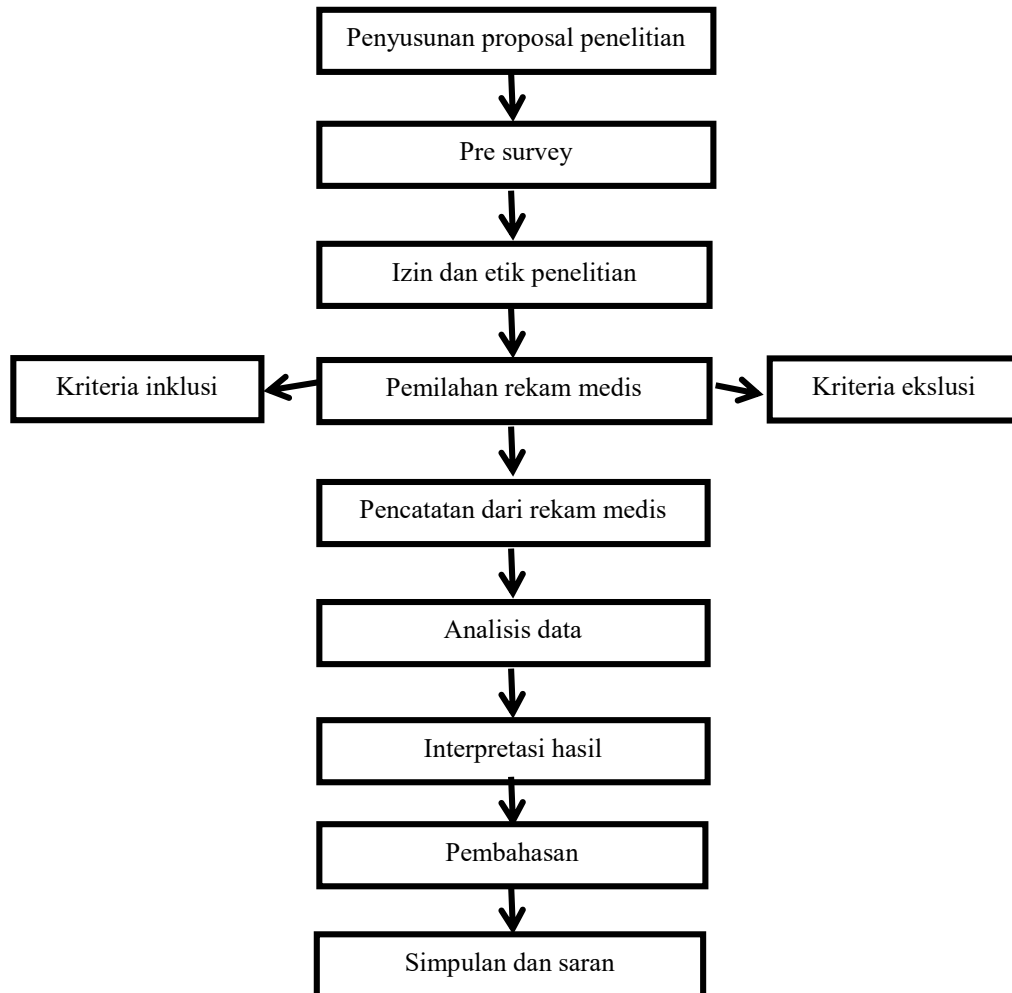 Penyusunan proposal penelitian
Pre survey
Izin dan etik penelitian
Kriteria inklusi
Pemilahan rekam medis
Kriteria ekslusi
Pencatatan dari rekam medis
Analisis data
Interpretasi hasil
Pembahasan
Simpulan dan saran